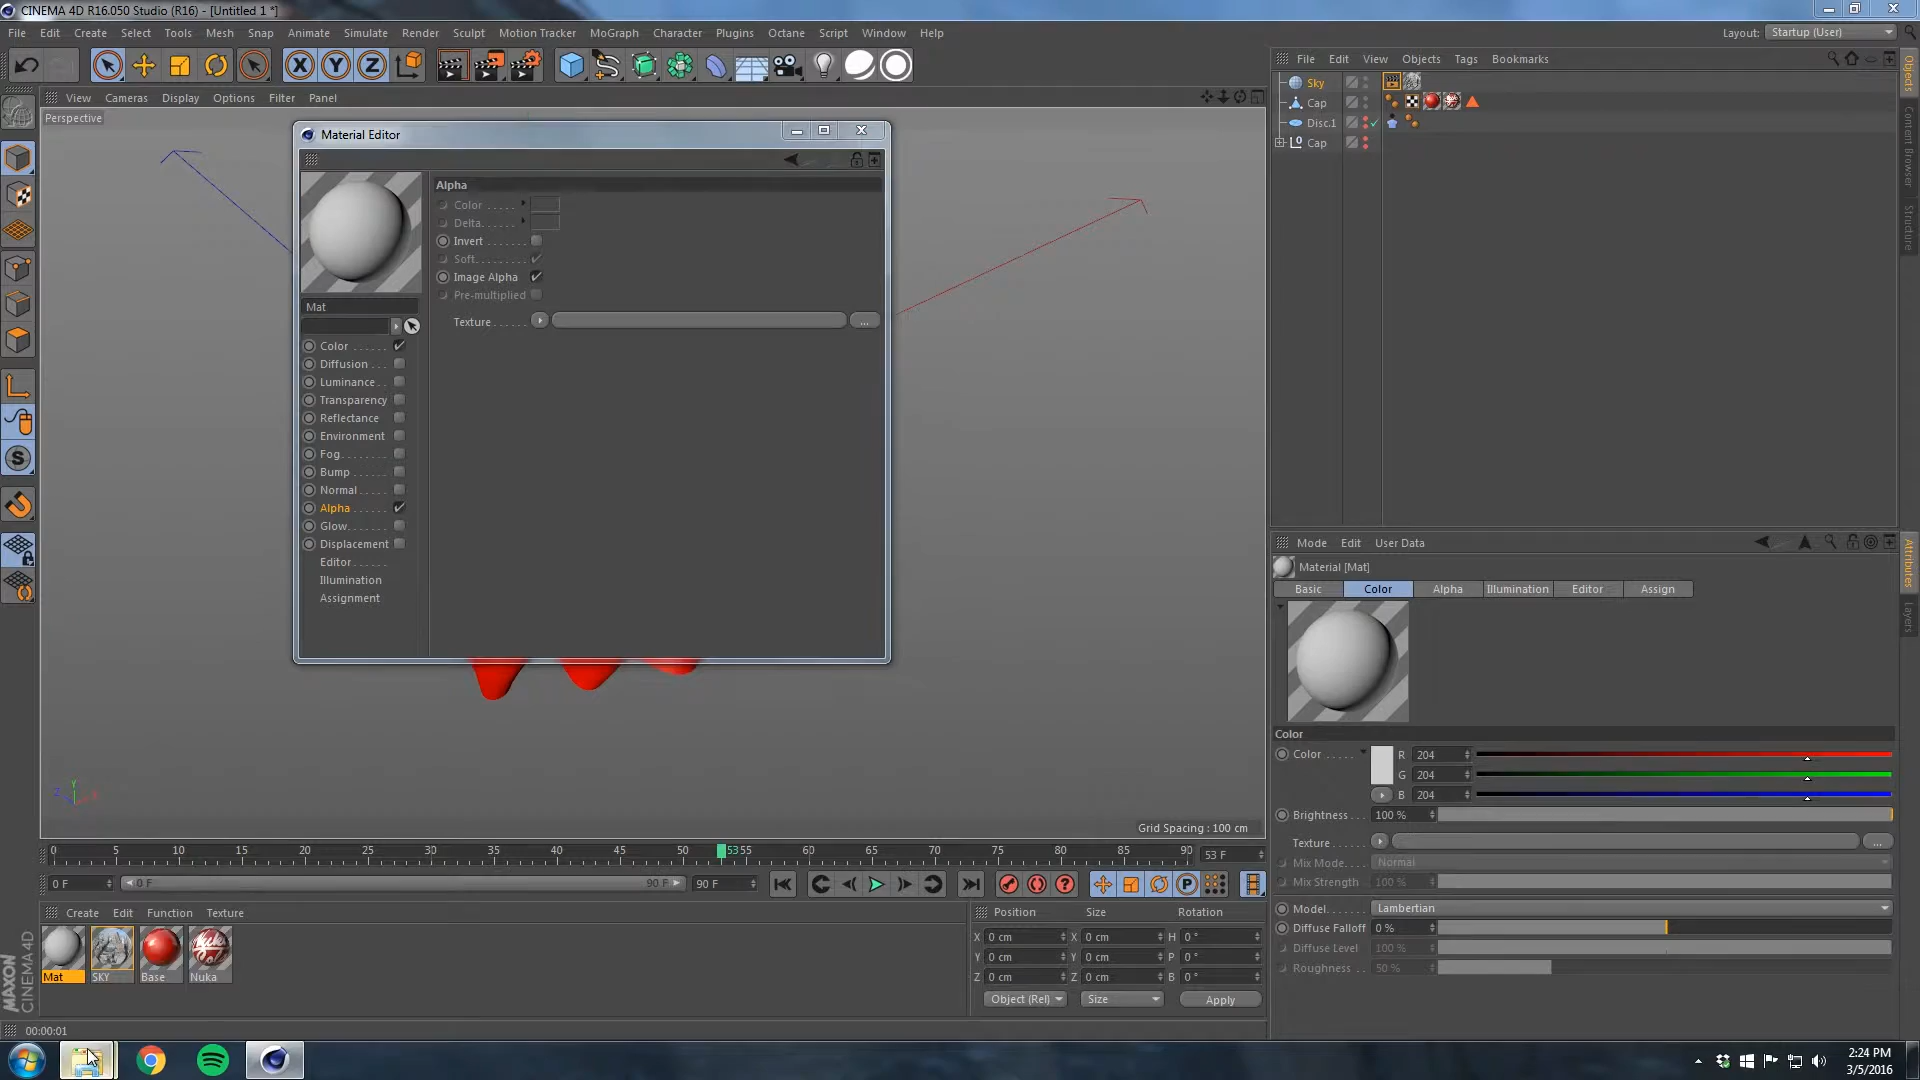 CINEMA 4D R16.050 Studio (R16) - [Untitled 1 *]
File Edit Create Select Tools Mesh Snap Animate Simulate Render Sculpt Motion Tracker MoGraph Character Plugins Octane Script Window Help
Layout: Startup (User)
X Y Z
File Edit View Objects Tags Bookmarks
View Cameras Display Options Filter Panel
Perspective
Sky
Cap
Disc.1
Cap
Objects
Content Browser
Structure
Material Editor
Alpha
Color
Delta
Invert
Soft
Image Alpha
Pre-multiplied
Texture
...
Mat
Color
Diffusion
Luminance
Transparency
Reflectance
Environment
Fog
Bump
Normal
Alpha
Glow
Displacement
Editor
Illumination
Assignment
Y
Z X
Grid Spacing : 100 cm
Mode Edit User Data
Material [Mat]
Basic Color Alpha Illumination Editor Assign
Attributes
Layers
Color
Color R 204
G 204
B 204
Brightness 100 %
Texture ...
Mix Mode Normal
Mix Strength 100 %
Model Lambertian
Diffuse Falloff 0 %
Diffuse Level 100 %
Roughness 50 %
0 5 10 15 20 25 30 35 40 45 50 5355 60 65 70 75 80 85 90 53 F
0 F 0 F 90 F 90 F
Create Edit Function Texture
Mat SKY Base Nuka
Position Size Rotation
X 0 cm X 0 cm H 0 °
Y 0 cm Y 0 cm P 0 °
Z 0 cm Z 0 cm B 0 °
Object (Rel) Size Apply
MAXON
CINEMA 4D
00:00:01
2:24 PM
3/5/2016